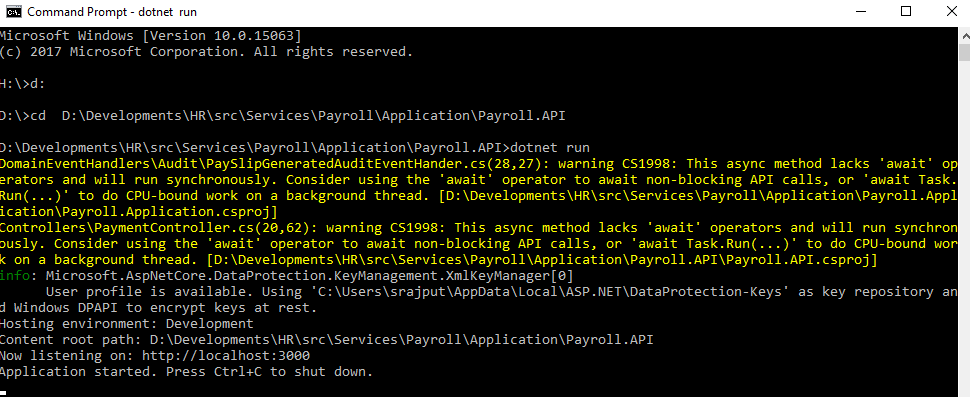 Command Prompt - dotnet  run
Microsoft Windows [Version 10.0.15063]
(c) 2017 Microsoft Corporation. All rights reserved.
H:\>d:
D:\>cd  D:\Developments\HR\src\Services\Payroll\Application\Payroll.API
D:\Developments\HR\src\Services\Payroll\Application\Payroll.API>dotnet run
DomainEventHandlers\Audit\PaySlipGeneratedAuditEventHander.cs(28,27): warning CS1998: This async method lacks 'await' op
erators and will run synchronously. Consider using the 'await' operator to await non-blocking API calls, or 'await Task.
Run(...)' to do CPU-bound work on a background thread. [D:\Developments\HR\src\Services\Payroll\Application\Payroll.Appl
ication\Payroll.Application.csproj]
Controllers\PaymentController.cs(20,62): warning CS1998: This async method lacks 'await' operators and will run synchron
ously. Consider using the 'await' operator to await non-blocking API calls, or 'await Task.Run(...)' to do CPU-bound wor
k on a background thread. [D:\Developments\HR\src\Services\Payroll\Application\Payroll.API\Payroll.API.csproj]
info: Microsoft.AspNetCore.DataProtection.KeyManagement.XmlKeyManager[0]
      User profile is available. Using 'C:\Users\srajput\AppData\Local\ASP.NET\DataProtection-Keys' as key repository an
d Windows DPAPI to encrypt keys at rest.
Hosting environment: Development
Content root path: D:\Developments\HR\src\Services\Payroll\Application\Payroll.API
Now listening on: http://localhost:3000
Application started. Press Ctrl+C to shut down.